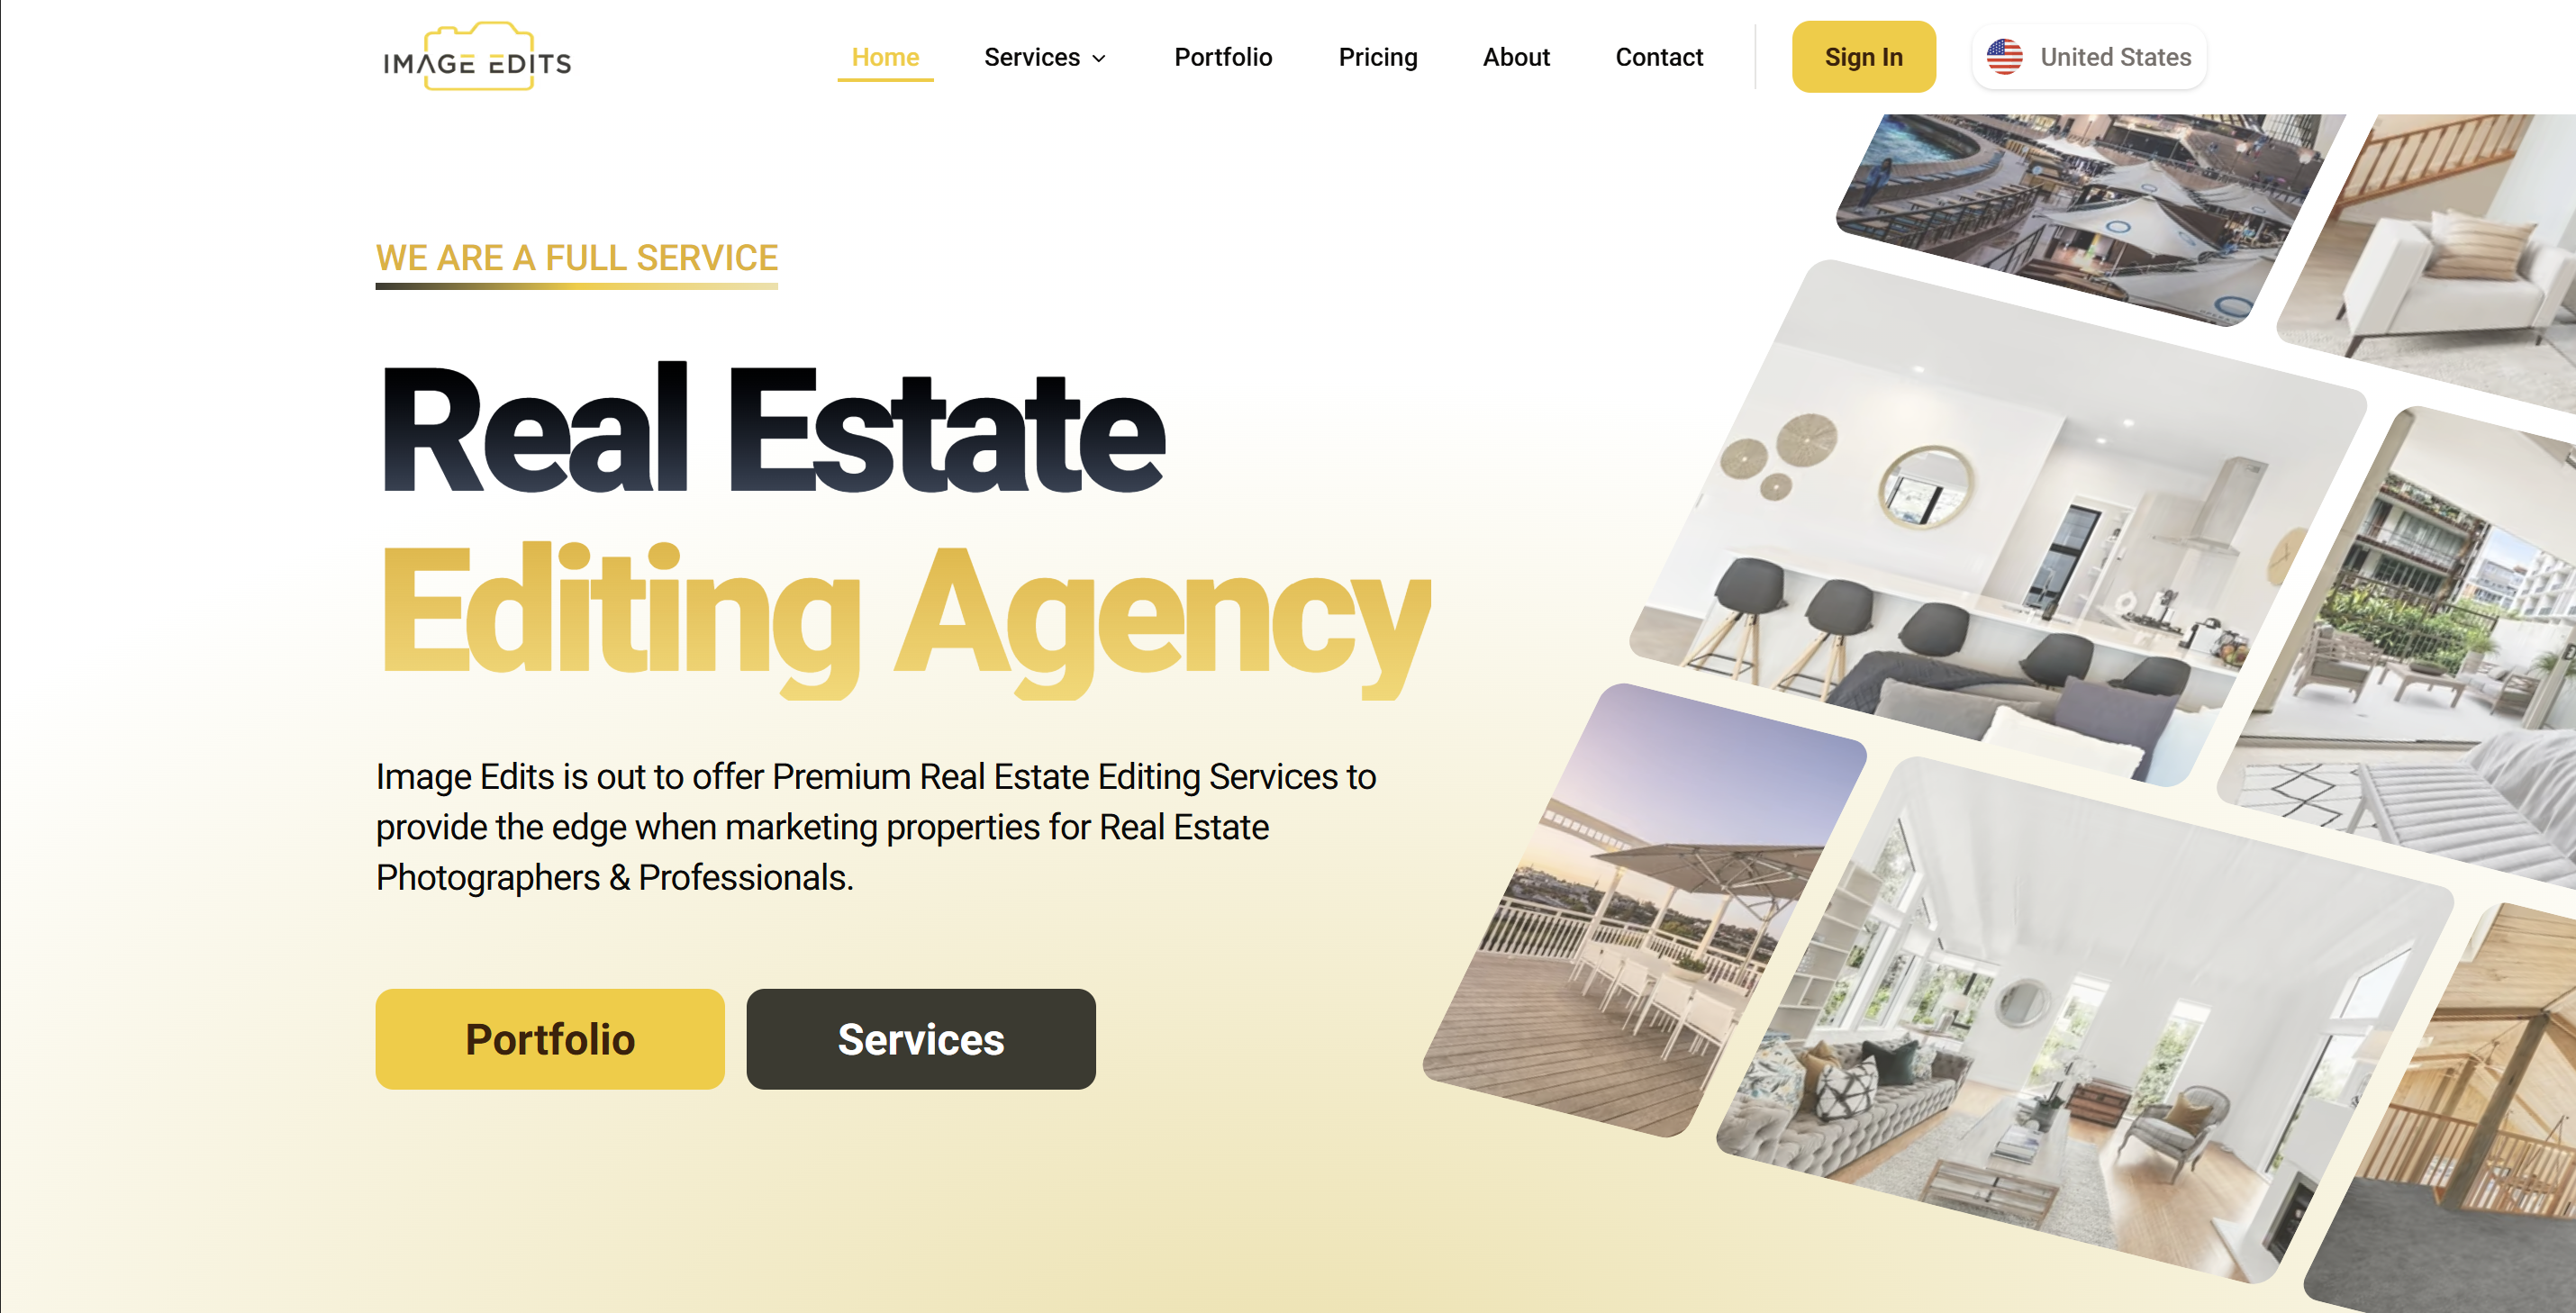 IMAGE EDITS
Home
Services
Portfolio
Pricing
About
Contact
Sign In
United States
WE ARE A FULL SERVICE
Real Estate
Editing Agency
Image Edits is out to offer Premium Real Estate Editing Services to
provide the edge when marketing properties for Real Estate
Photographers & Professionals.
Portfolio
Services